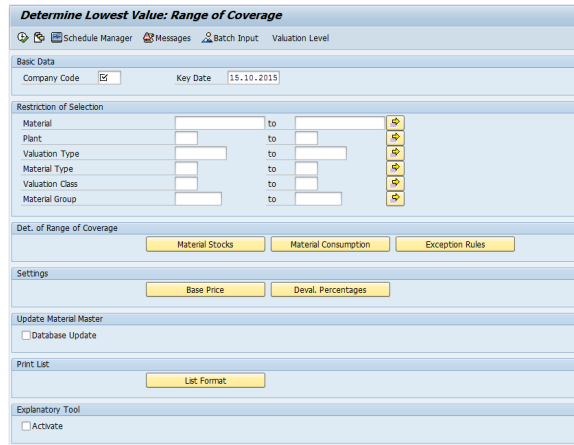 Determine Lowest Value: Range of Coverage
Schedule Manager Messages Batch Input Valuation Level
Basic Data
Company Code Key Date 15.10.2015
Restriction of Selection
Material to
Plant to
Valuation Type to
Material Type to
Valuation Class to
Material Group to
Det. of Range of Coverage
Material Stocks Material Consumption Exception Rules
Settings
Base Price Deval. Percentages
Update Material Master
Database Update
Print List
List Format
Explanatory Tool
Activate